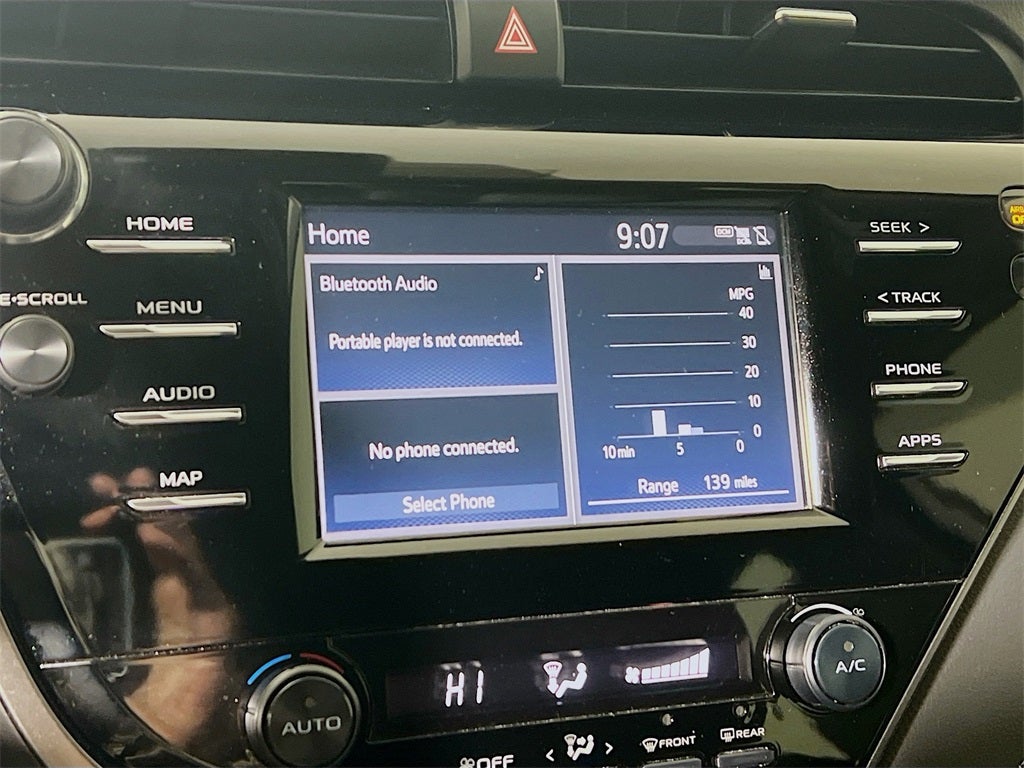 HOME
MENU
AUDIO
MAP
E•SCROLL
Home
9:07
DCM
Bluetooth Audio
Portable player is not connected.
No phone connected.
Select Phone
MPG
40
30
20
10
0
10 min 5 0
Range 139 miles
SEEK >
< TRACK
PHONE
APPS
HI
AUTO
A/C
OFF
< >
FRONT
REAR